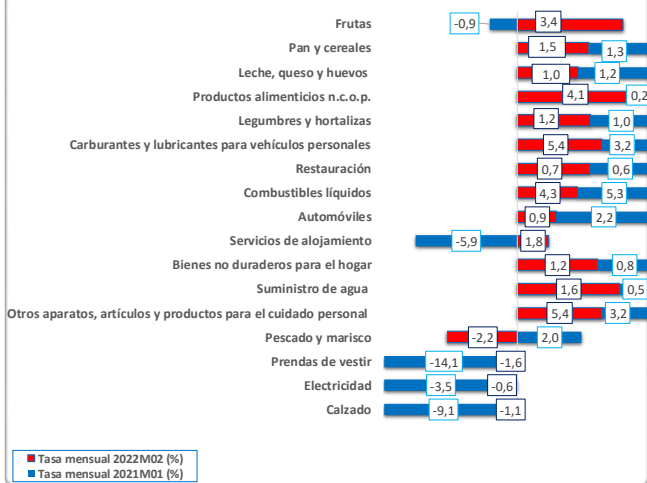 Frutas -0,9 3,4
Pan y cereales 1,5 1,3
Leche, queso y huevos 1,0 1,2
Productos alimenticios n.c.o.p. 4,1 0,2
Legumbres y hortalizas 1,2 1,0
Carburantes y lubricantes para vehículos personales 5,4 3,2
Restauración 0,7 0,6
Combustibles líquidos 4,3 5,3
Automóviles 0,9 2,2
Servicios de alojamiento -5,9 1,8
Bienes no duraderos para el hogar 1,2 0,8
Suministro de agua 1,6 0,5
Otros aparatos, artículos y productos para el cuidado personal 5,4 3,2
Pescado y marisco -2,2 2,0
Prendas de vestir -14,1 -1,6
Electricidad -3,5 -0,6
Calzado -9,1 -1,1
Tasa mensual 2022M02 (%)
Tasa mensual 2021M01 (%)